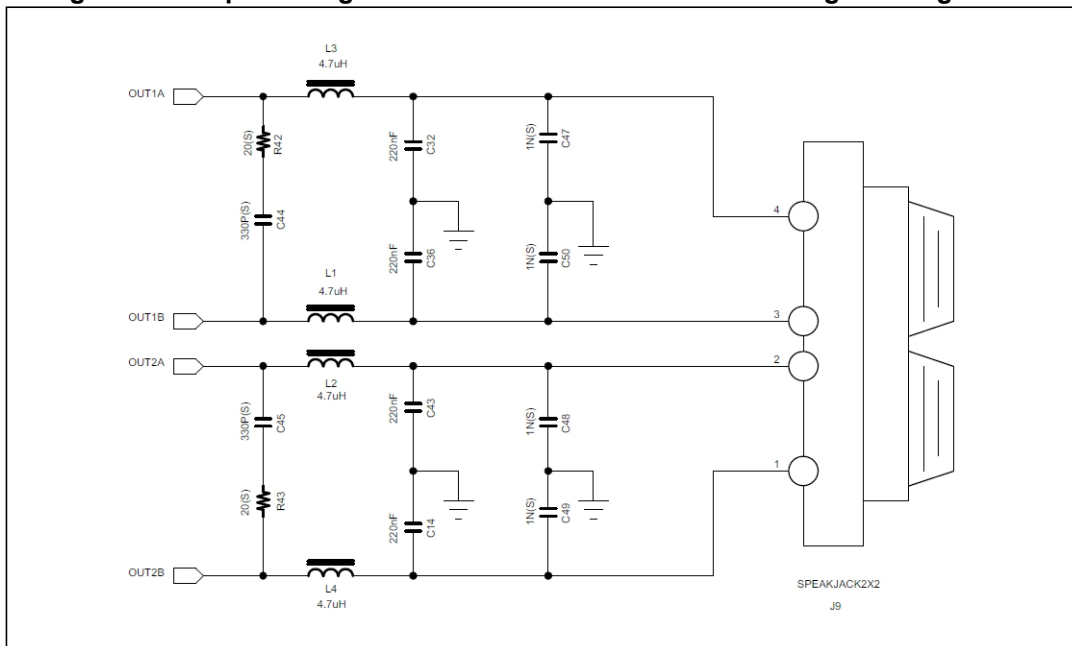 L3
4.7uH
OUT1A
20(S)
R42
220nF
C32
1N(S)
C47
330P(S)
C44
4
220nF
C36
1N(S)
C50
L1
4.7uH
OUT1B
3
OUT2A
2
L2
4.7uH
330P(S)
C45
220nF
C43
1N(S)
C48
1
20(S)
R43
220nF
C14
1N(S)
C49
OUT2B
L4
4.7uH
SPEAKJACK2X2
J9